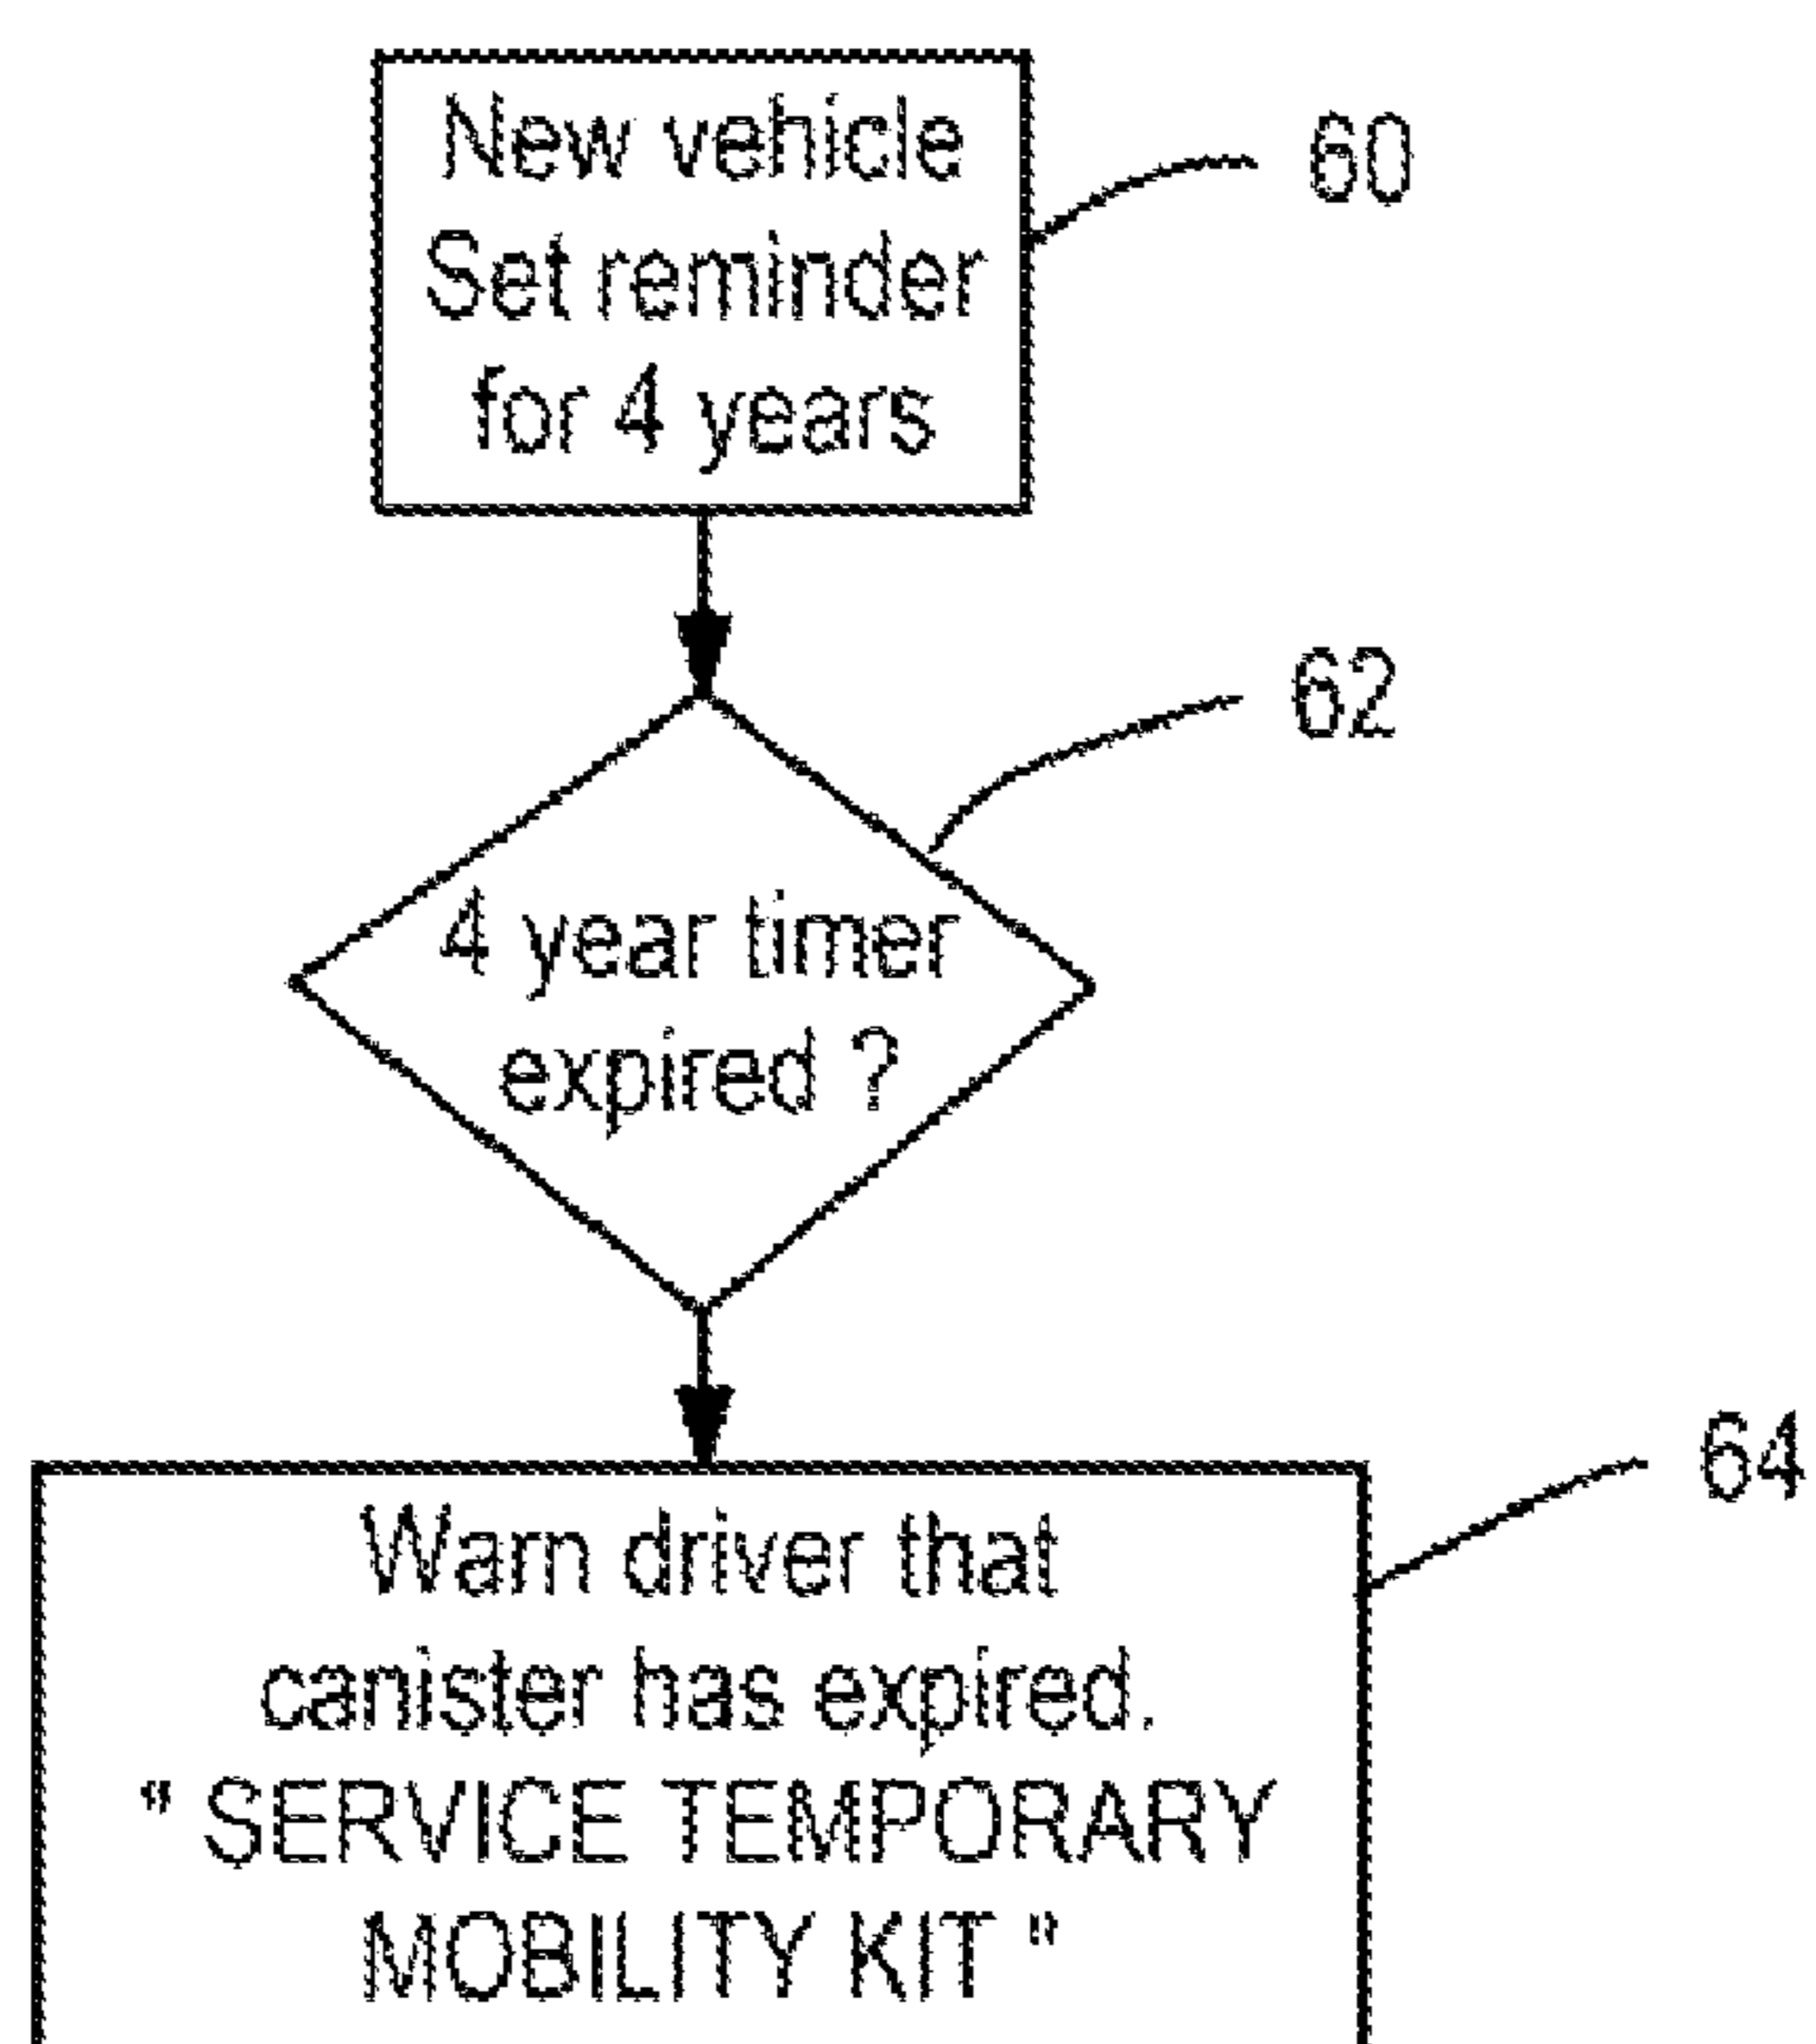 New vehicle
Set reminder
for 4 years
60
62
4 year timer
expired ?
64
Warn driver that
canister has expired.
" SERVICE TEMPORARY
MOBILITY KIT "